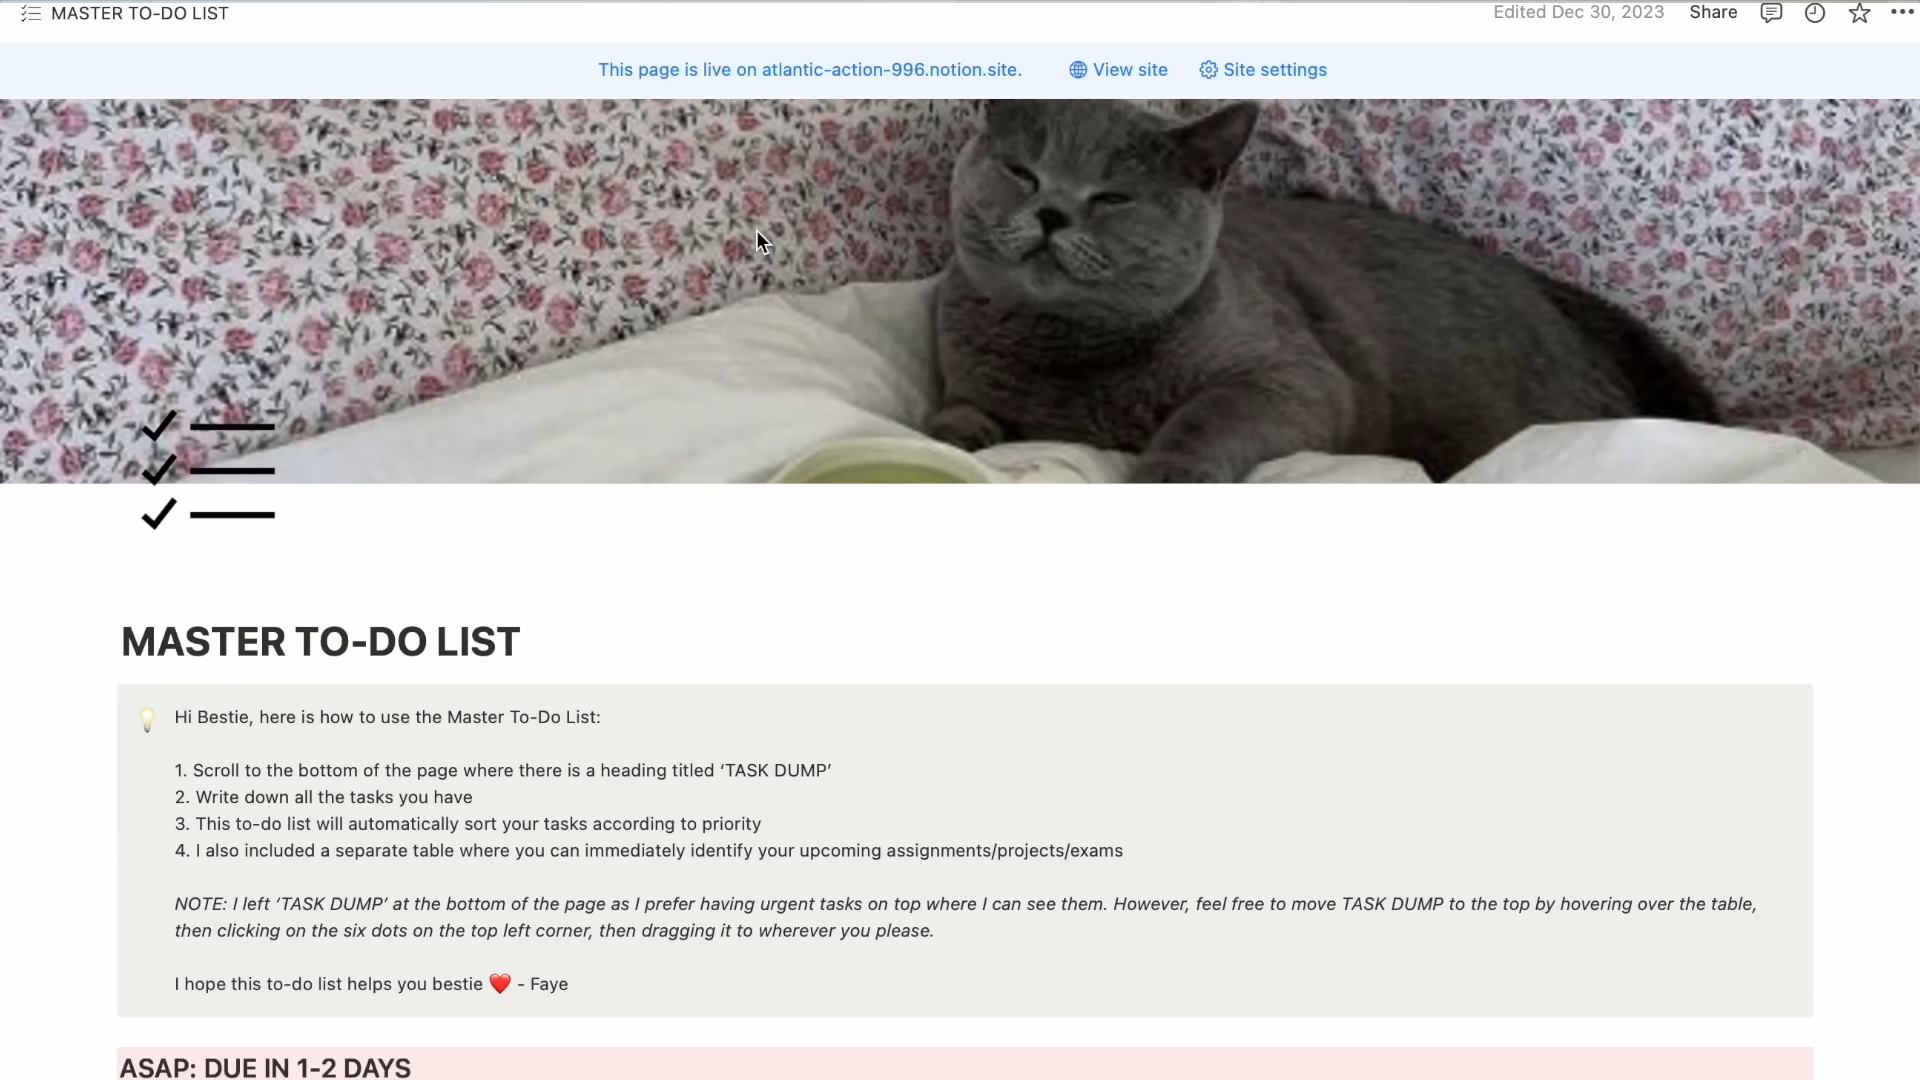 MASTER TO-DO LIST
Edited Dec 30, 2023
Share
This page is live on atlantic-action-996.notion.site.
View site
Site settings
MASTER TO-DO LIST
Hi Bestie, here is how to use the Master To-Do List:
1. Scroll to the bottom of the page where there is a heading titled ‘TASK DUMP’
2. Write down all the tasks you have
3. This to-do list will automatically sort your tasks according to priority
4. I also included a separate table where you can immediately identify your upcoming assignments/projects/exams
NOTE: I left ‘TASK DUMP’ at the bottom of the page as I prefer having urgent tasks on top where I can see them. However, feel free to move TASK DUMP to the top by hovering over the table,
then clicking on the six dots on the top left corner, then dragging it to wherever you please.
I hope this to-do list helps you bestie ❤️ - Faye
ASAP: DUE IN 1-2 DAYS